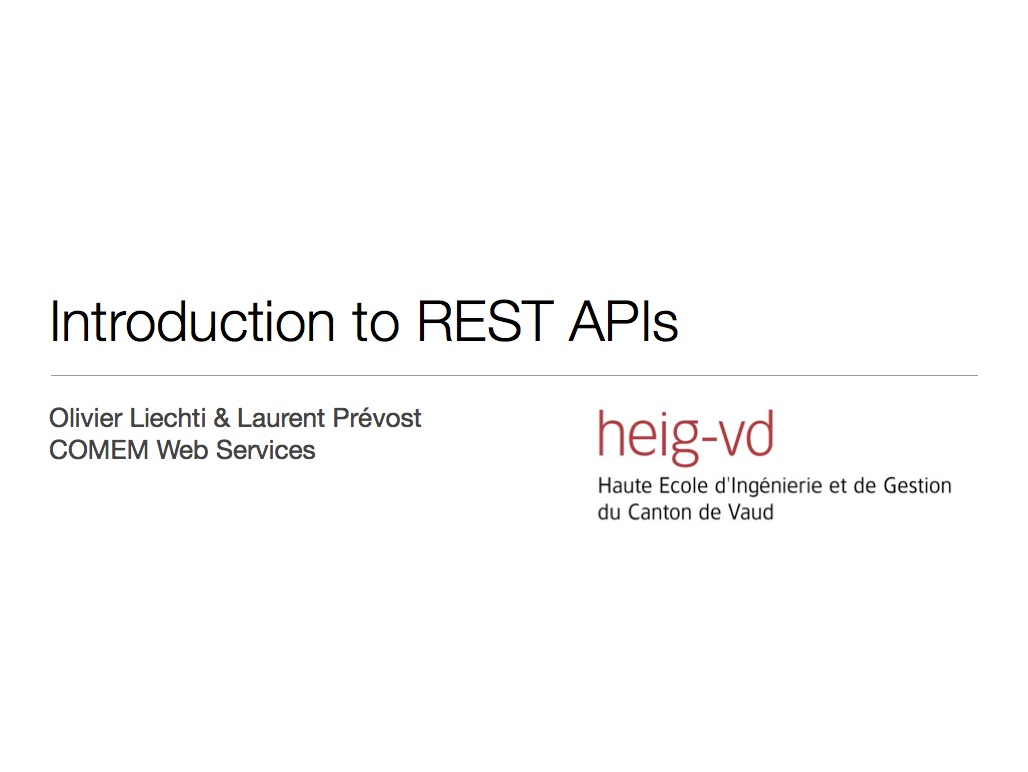 Introduction to REST APIs
Olivier Liechti & Laurent Prévost
COMEM Web Services
heig-vd
Haute Ecole d'Ingénierie et de Gestion
du Canton de Vaud